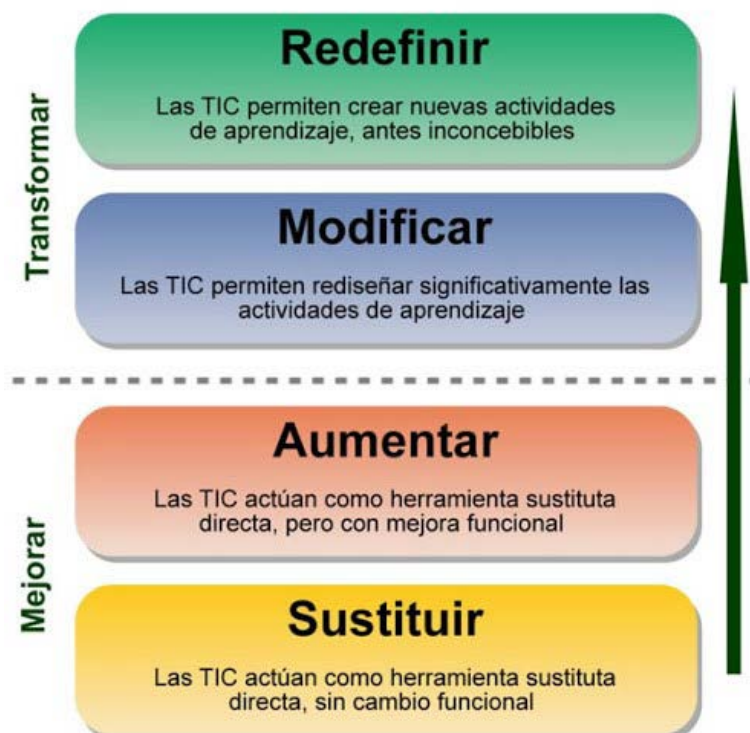 Transformar
Redefinir
Las TIC permiten crear nuevas actividades
de aprendizaje, antes inconcebibles
Modificar
Las TIC permiten rediseñar significativamente las
actividades de aprendizaje
Mejorar
Aumentar
Las TIC actúan como herramienta sustituta
directa, pero con mejora funcional
Sustituir
Las TIC actúan como herramienta sustituta
directa, sin cambio funcional